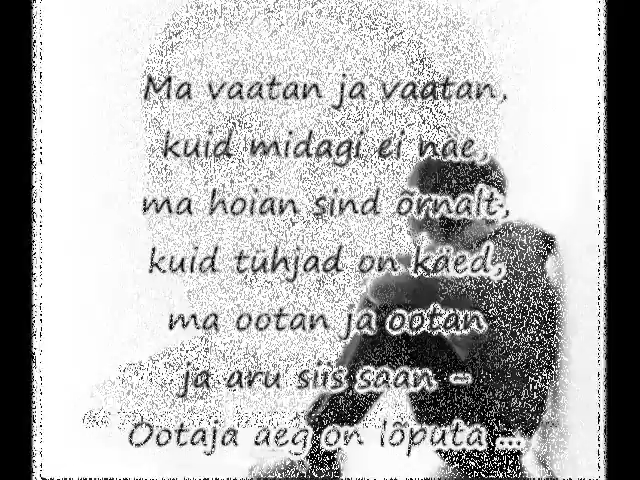 Ma vaatan ja vaatan,
kuid midagi ei näe,
ma hoian sind õrnalt,
kuid tühjad on käed,
ma ootan ja ootan
ja aru siis saan -
Ootaja aeg on lõputa ...